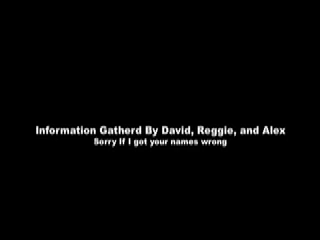 Information Gatherd By David, Reggie, and Alex
Sorry If I got your names wrong